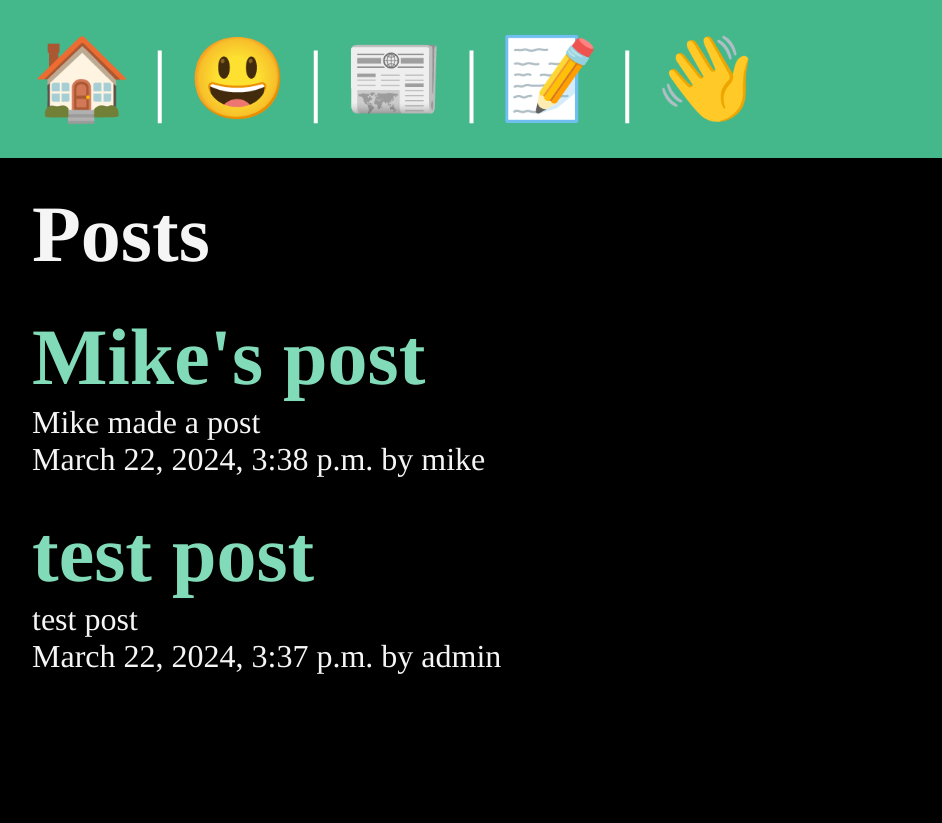 🏠 | 😃 | 📰 | 📝 | 👋
Posts
Mike's post
Mike made a post
March 22, 2024, 3:38 p.m. by mike
test post
test post
March 22, 2024, 3:37 p.m. by admin